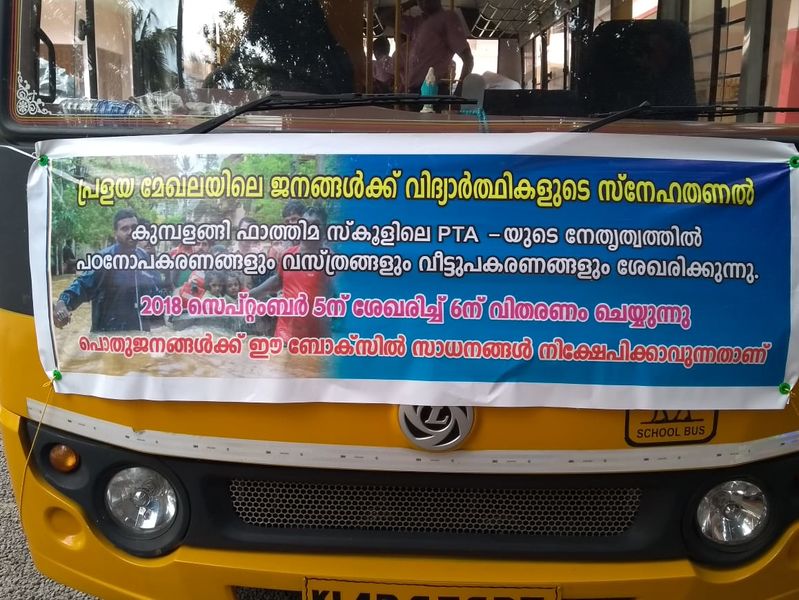 പ്രളയ മേഖലയിലെ ജനങ്ങൾക്ക് വിദ്യാർത്ഥികളുടെ സ്നേഹതണൽ
കുമ്പളങ്ങി ഫാത്തിമ സ്കൂളിലെ PTA - യുടെ നേതൃത്വത്തിൽ
പഠനോപകരണങ്ങളും വസ്ത്രങ്ങളും വീട്ടുപകരണങ്ങളും ശേഖരിക്കുന്നു.
2018 സെപ്റ്റംബർ 5ന് ശേഖരിച്ച് 6ന് വിതരണം ചെയ്യുന്നു
പൊതുജനങ്ങൾക്ക് ഈ ബോക്സിൽ സാധനങ്ങൾ നിക്ഷേപിക്കാവുന്നതാണ്
SCHOOL BUS